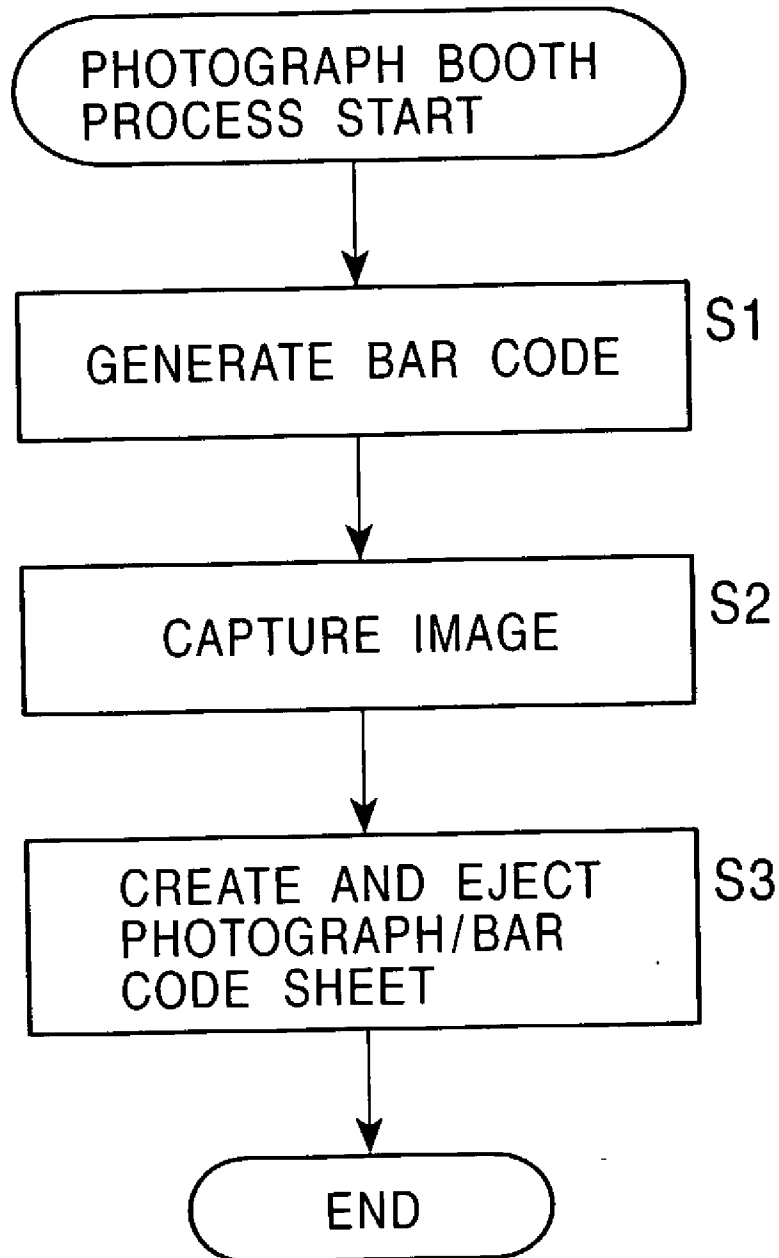 PHOTOGRAPH BOOTH
PROCESS START
GENERATE BAR CODE
S1
CAPTURE IMAGE
S2
CREATE AND EJECT
PHOTOGRAPH/BAR
CODE SHEET
S3
END